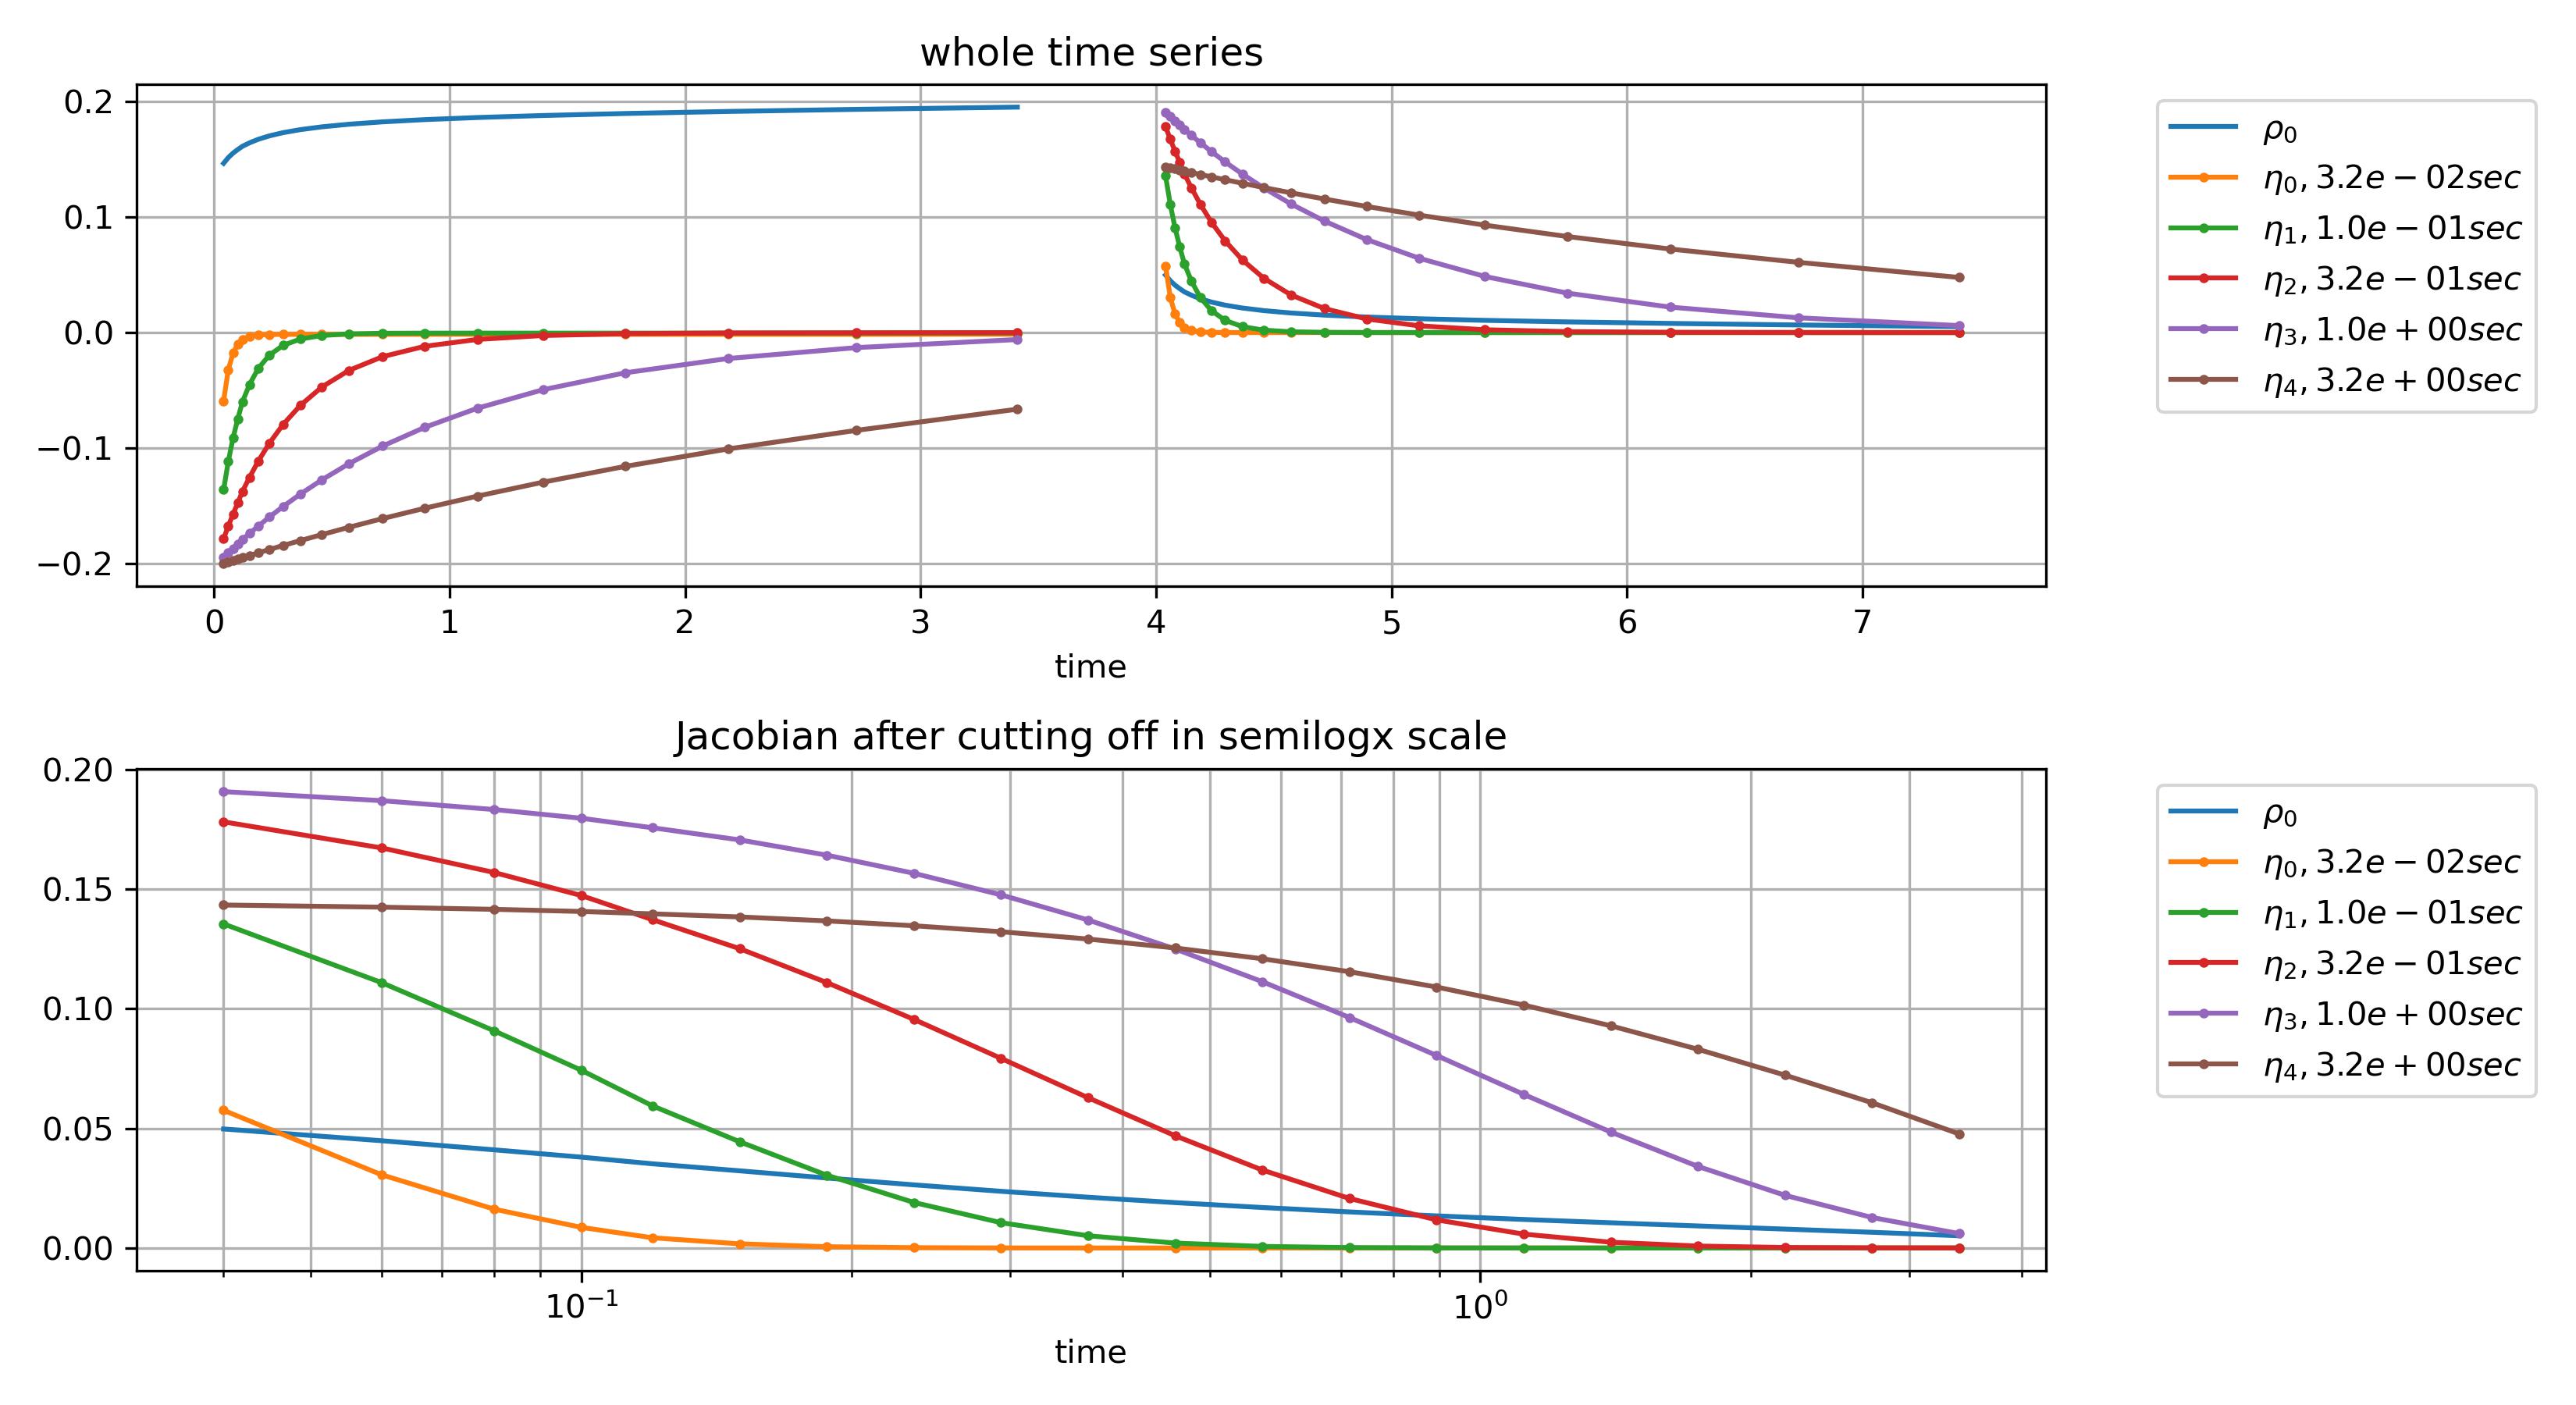 whole time series
0.2
0.1
0.0
−0.1
−0.2
0 1 2 3 4 5 6 7
time
ρ₀
η₀, 3.2e − 02sec
η₁, 1.0e − 01sec
η₂, 3.2e − 01sec
η₃, 1.0e + 00sec
η₄, 3.2e + 00sec
Jacobian after cutting off in semilogx scale
0.20
0.15
0.10
0.05
0.00
10⁻¹ 10⁰
time
ρ₀
η₀, 3.2e − 02sec
η₁, 1.0e − 01sec
η₂, 3.2e − 01sec
η₃, 1.0e + 00sec
η₄, 3.2e + 00sec